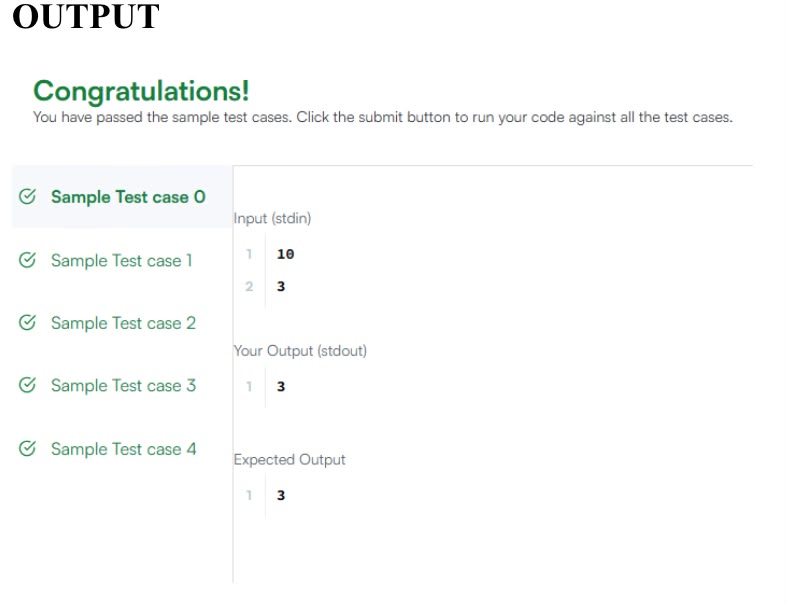 OUTPUT
Congratulations!
You have passed the sample test cases. Click the submit button to run your code against all the test cases.
Sample Test case 0
Sample Test case 1
Sample Test case 2
Sample Test case 3
Sample Test case 4
Input (stdin)
1 10
2 3
Your Output (stdout)
1 3
Expected Output
1 3